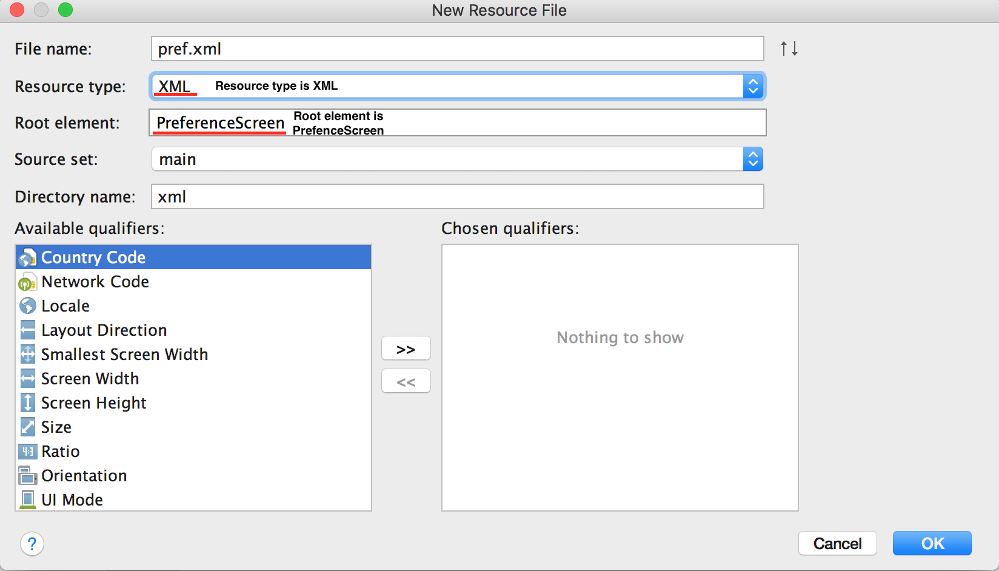 New Resource File
File name: pref.xml
Resource type: XML Resource type is XML
Root element: PreferenceScreen Root element is
PrefenceScreen
Source set: main
Directory name: xml
Available qualifiers: Chosen qualifiers:
Country Code
Network Code
Locale
Layout Direction
Nothing to show
Smallest Screen Width
>>
Screen Width
<<
Screen Height
Size
4:3 Ratio
Orientation
UI Mode
? Cancel OK